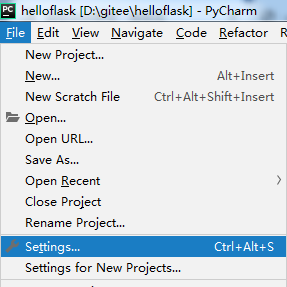 PC helloflask [D:\gitee\helloflask] - PyCharm
File Edit View Navigate Code Refactor R
New Project...
New... Alt+Insert
New Scratch File Ctrl+Alt+Shift+Insert
Open...
Open URL...
Save As...
Open Recent
Close Project
Rename Project...
Settings... Ctrl+Alt+S
Settings for New Projects...